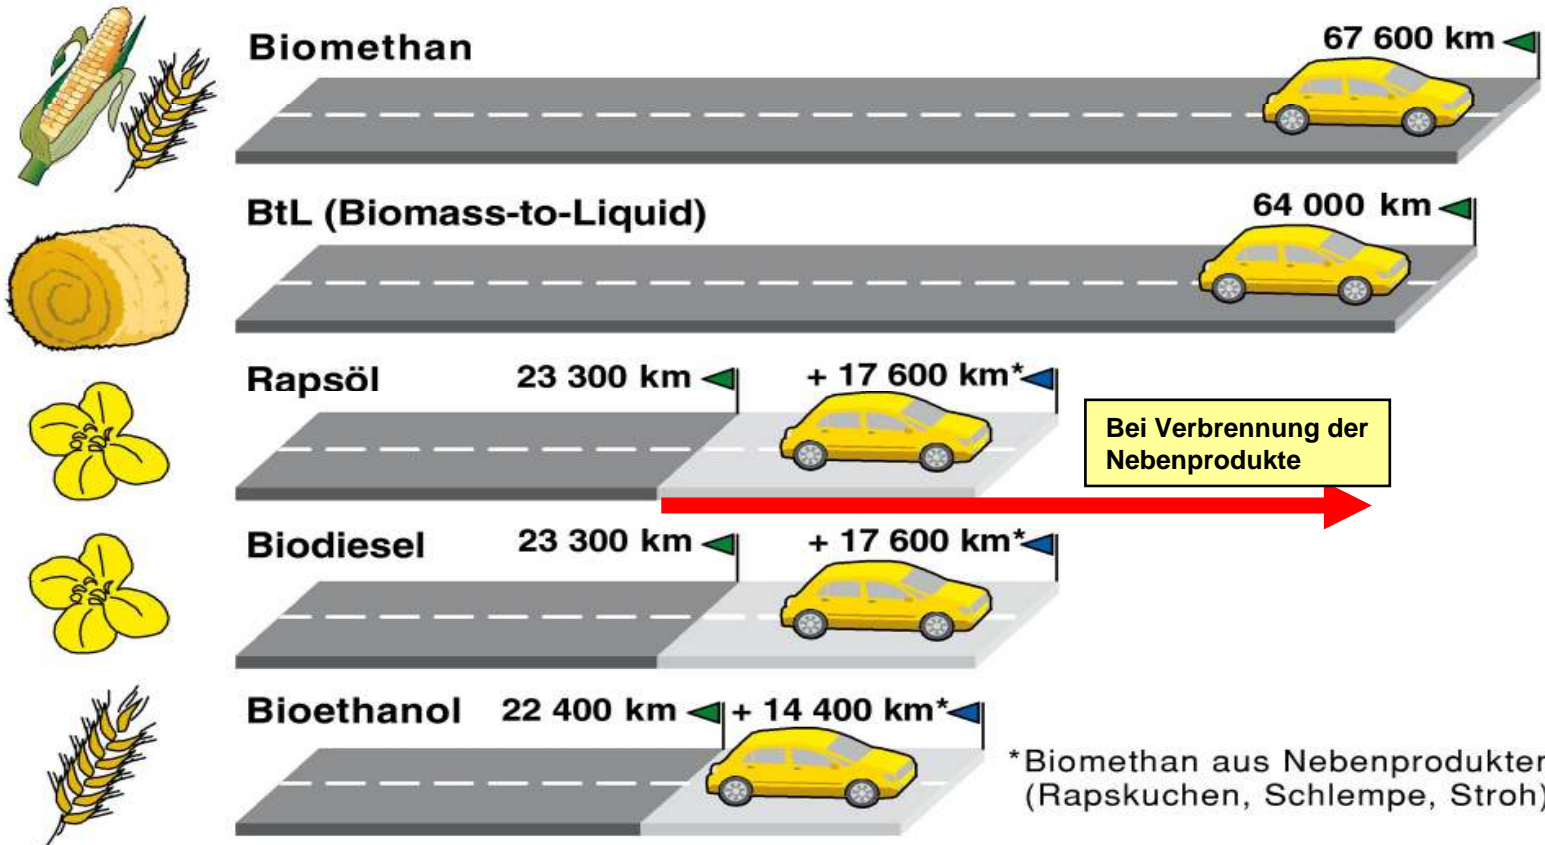 Biomethan 67 600 km
BtL (Biomass-to-Liquid) 64 000 km
Rapsöl 23 300 km + 17 600 km*
Bei Verbrennung der
Nebenprodukte
Biodiesel 23 300 km + 17 600 km*
Bioethanol 22 400 km + 14 400 km*
*Biomethan aus Nebenprodukten
(Rapskuchen, Schlempe, Stroh)